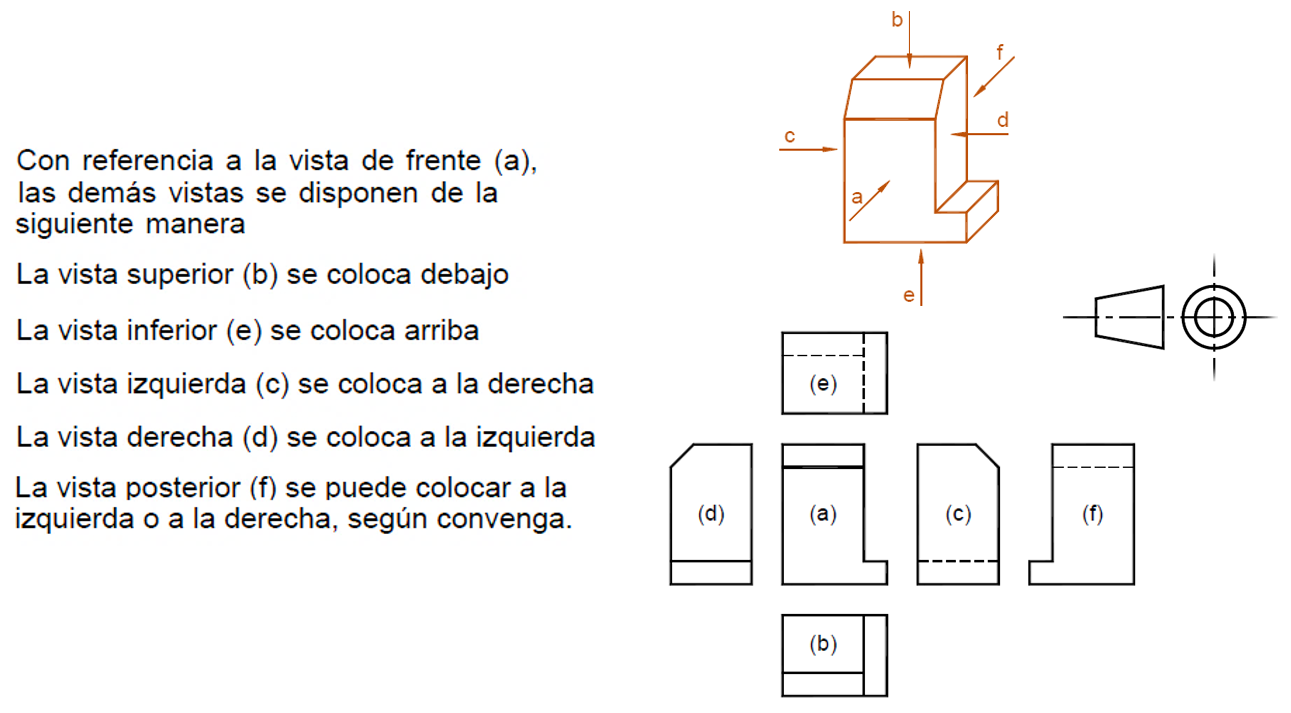 Con referencia a la vista de frente (a),
las demás vistas se disponen de la
siguiente manera
La vista superior (b) se coloca debajo
La vista inferior (e) se coloca arriba
La vista izquierda (c) se coloca a la derecha
La vista derecha (d) se coloca a la izquierda
La vista posterior (f) se puede colocar a la
izquierda o a la derecha, según convenga.
b
f
d
c
a
e
(e)
(d)
(a)
(c)
(f)
(b)